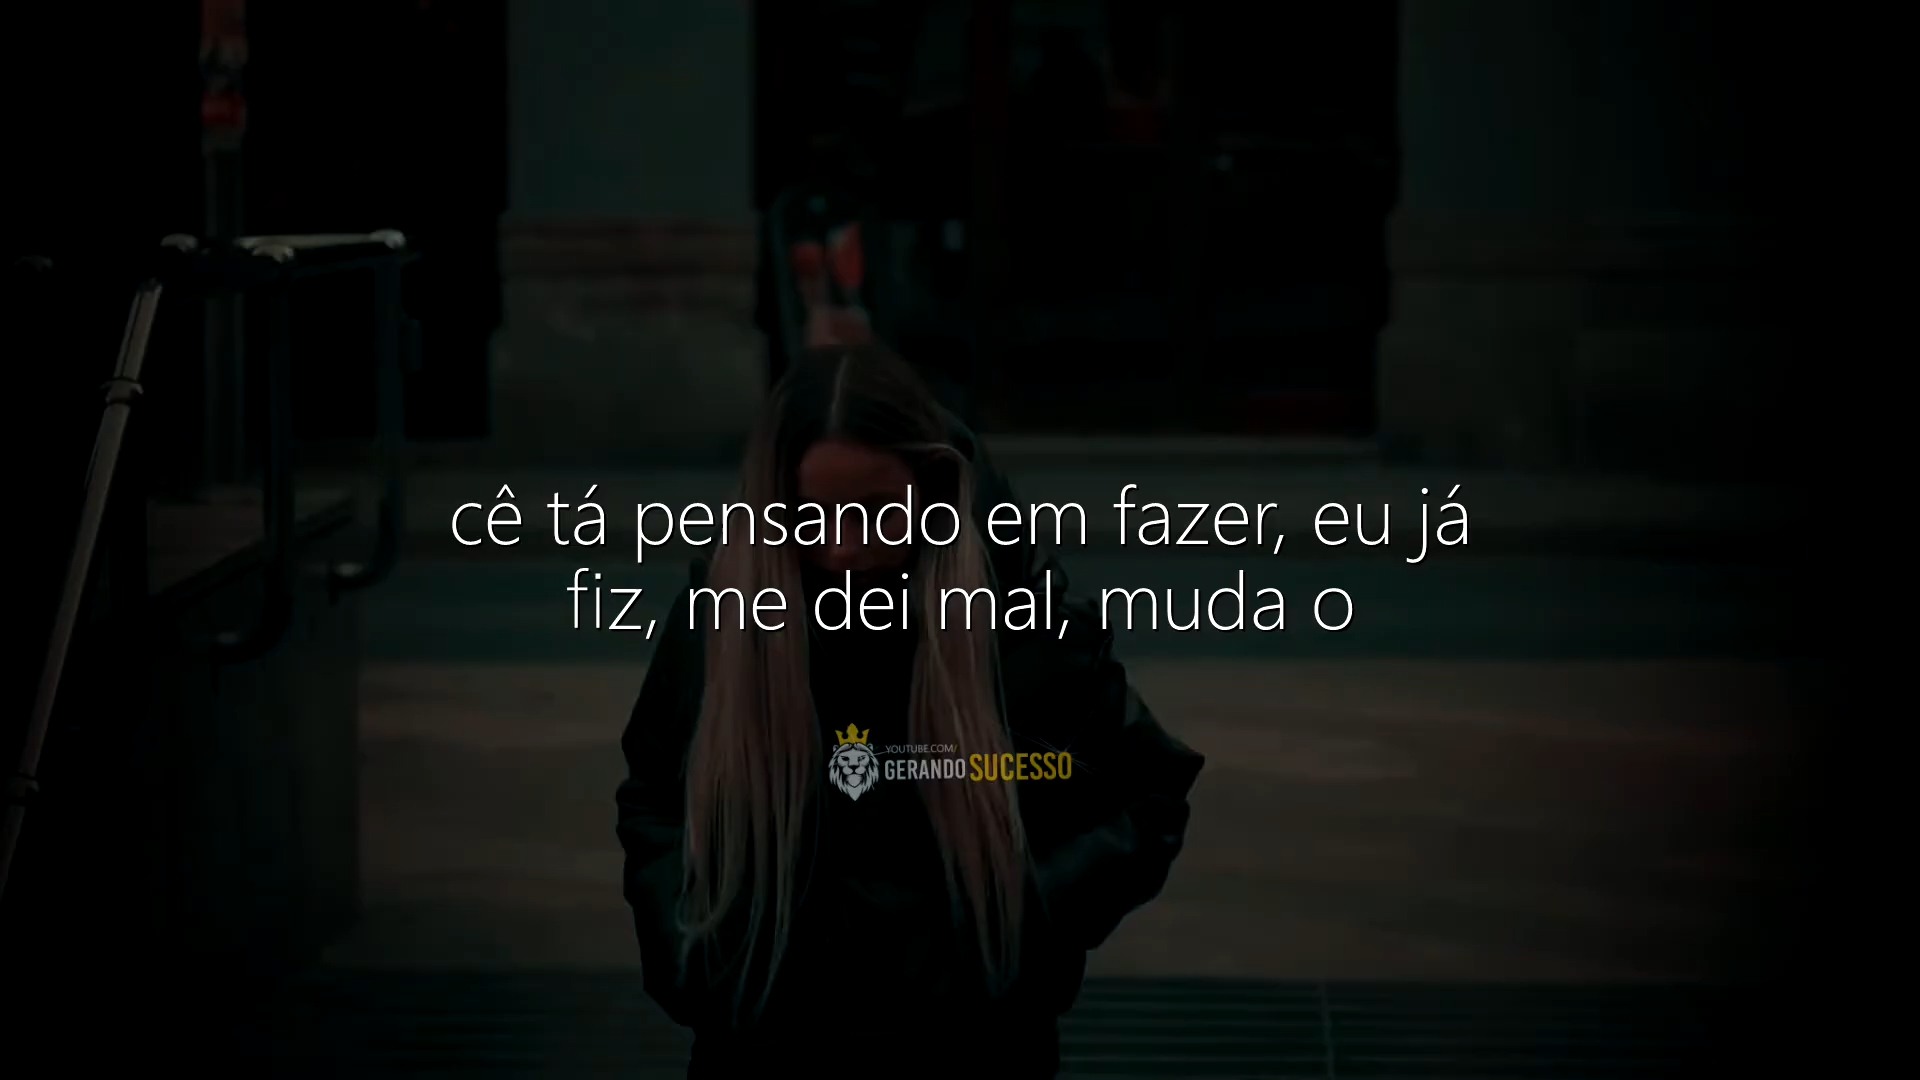 cê tá pensando em fazer, eu já
fiz, me dei mal, muda o
YOUTUBE.COM/
GERANDO SUCESSO